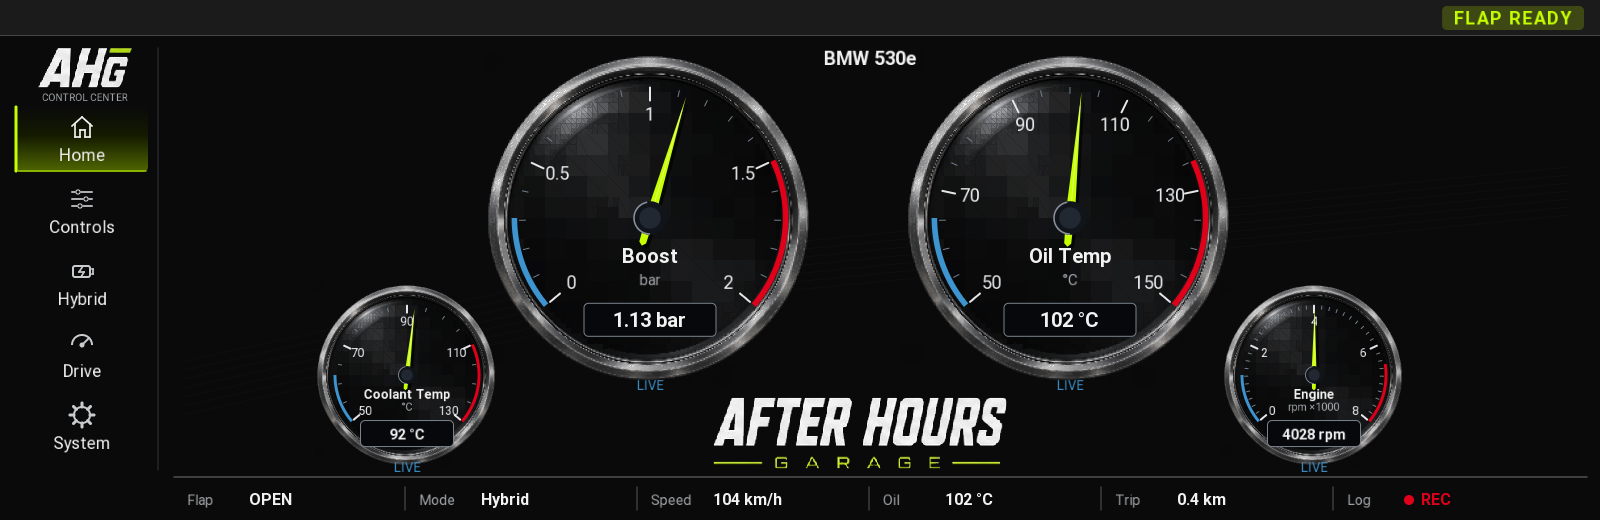 FLAP READY
AHG
CONTROL CENTER
BMW 530e
Home
Controls
Hybrid
Drive
System
0
0.5
1
1.5
2
Boost
bar
1.13 bar
LIVE
50
70
90
110
130
150
Oil Temp
°C
102 °C
LIVE
50
70
90
110
130
Coolant Temp
°C
92 °C
LIVE
0
2
4
6
8
Engine
rpm ×1000
4028 rpm
LIVE
AFTER HOURS
GARAGE
Flap OPEN
Mode Hybrid
Speed 104 km/h
Oil 102 °C
Trip 0.4 km
Log REC